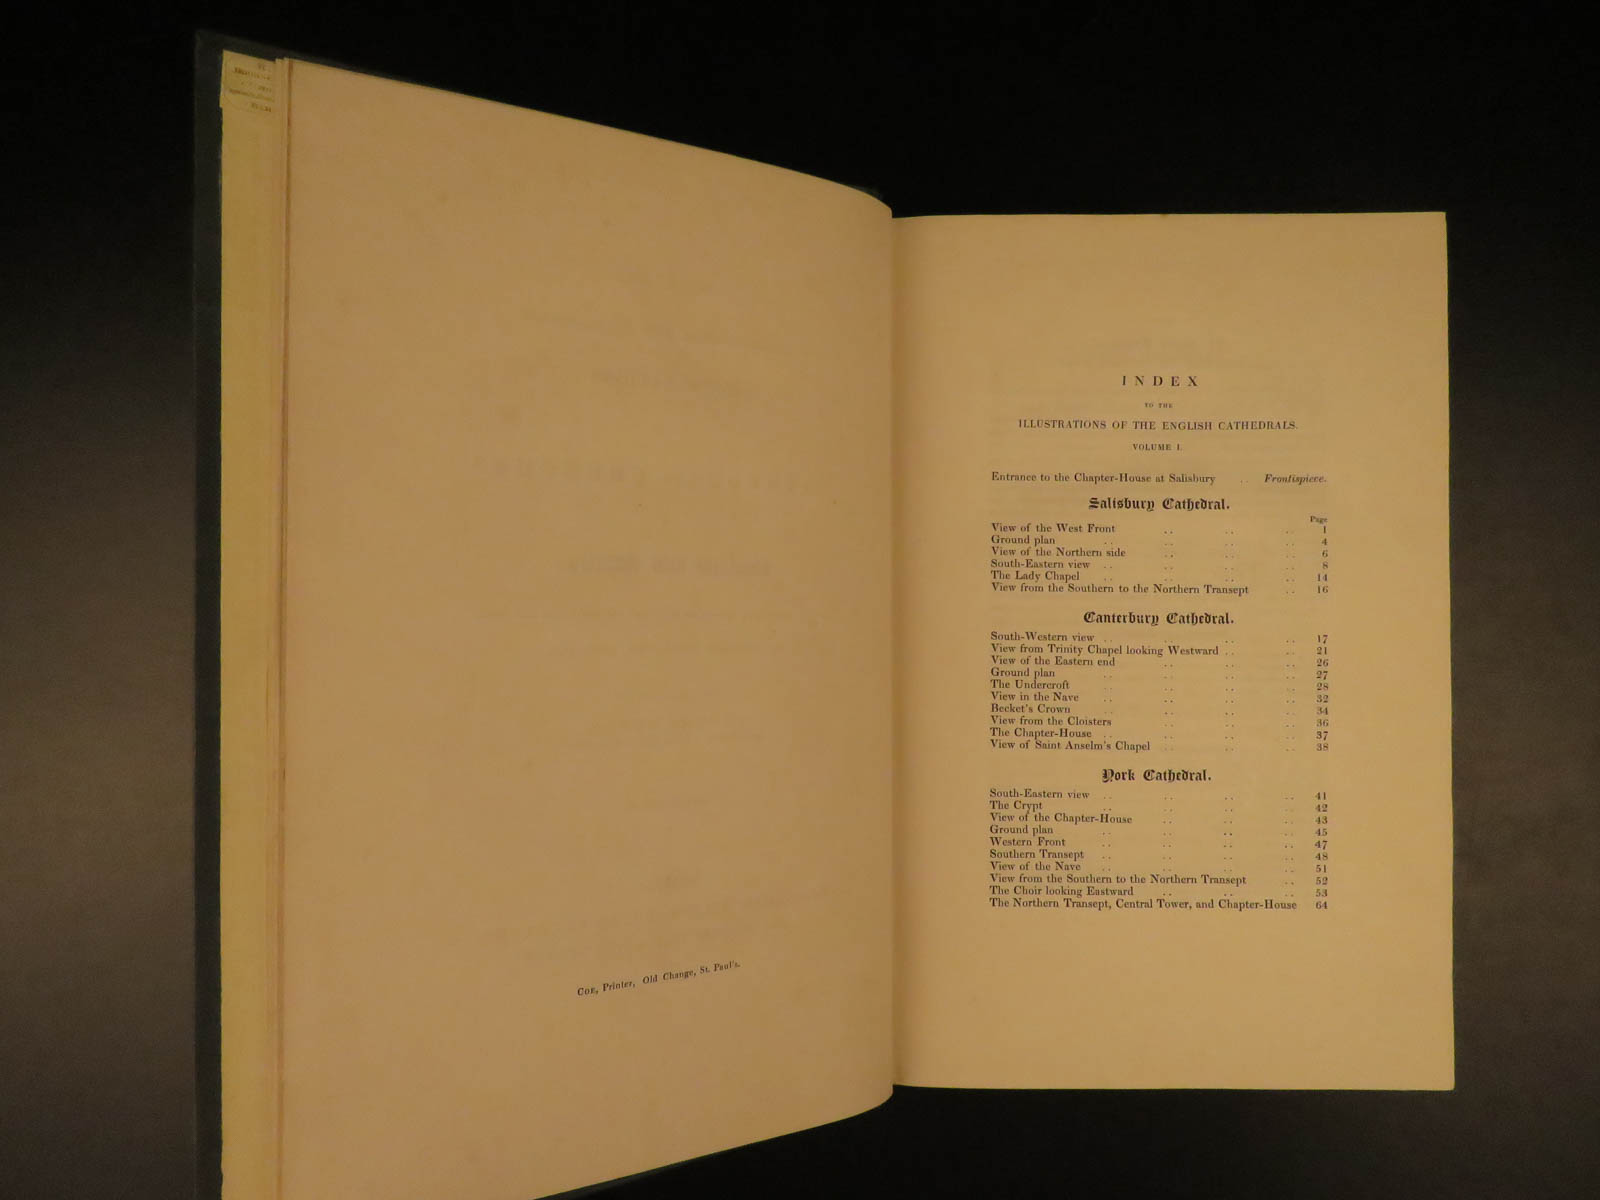 Coe, Printer, Old Change, St. Paul's.
INDEX
TO THE
ILLUSTRATIONS OF THE ENGLISH CATHEDRALS.
VOLUME I.
Entrance to the Chapter-House at Salisbury .. Frontispiece.
Salisbury Cathedral.
Page
View of the West Front .. .. .. 1
Ground plan .. .. .. .. 4
View of the Northern side .. .. .. 6
South-Eastern view .. .. .. .. 8
The Lady Chapel .. .. .. .. 14
View from the Southern to the Northern Transept .. 16
Canterbury Cathedral.
South-Western view .. .. .. .. 17
View from Trinity Chapel looking Westward .. .. 21
View of the Eastern end .. .. .. 26
Ground plan .. .. .. .. 27
The Undercroft .. .. .. .. 28
View in the Nave .. .. .. .. 32
Becket's Crown .. .. .. .. 34
View from the Cloisters .. .. .. 36
The Chapter-House .. .. .. .. 37
View of Saint Anselm's Chapel .. .. .. 38
York Cathedral.
South-Eastern view .. .. .. .. 41
The Crypt .. .. .. .. 42
View of the Chapter-House .. .. .. 43
Ground plan .. .. .. .. 45
Western Front .. .. .. .. 47
Southern Transept .. .. .. .. 48
View of the Nave .. .. .. .. 51
View from the Southern to the Northern Transept .. 52
The Choir looking Eastward .. .. .. 53
The Northern Transept, Central Tower, and Chapter-House 64